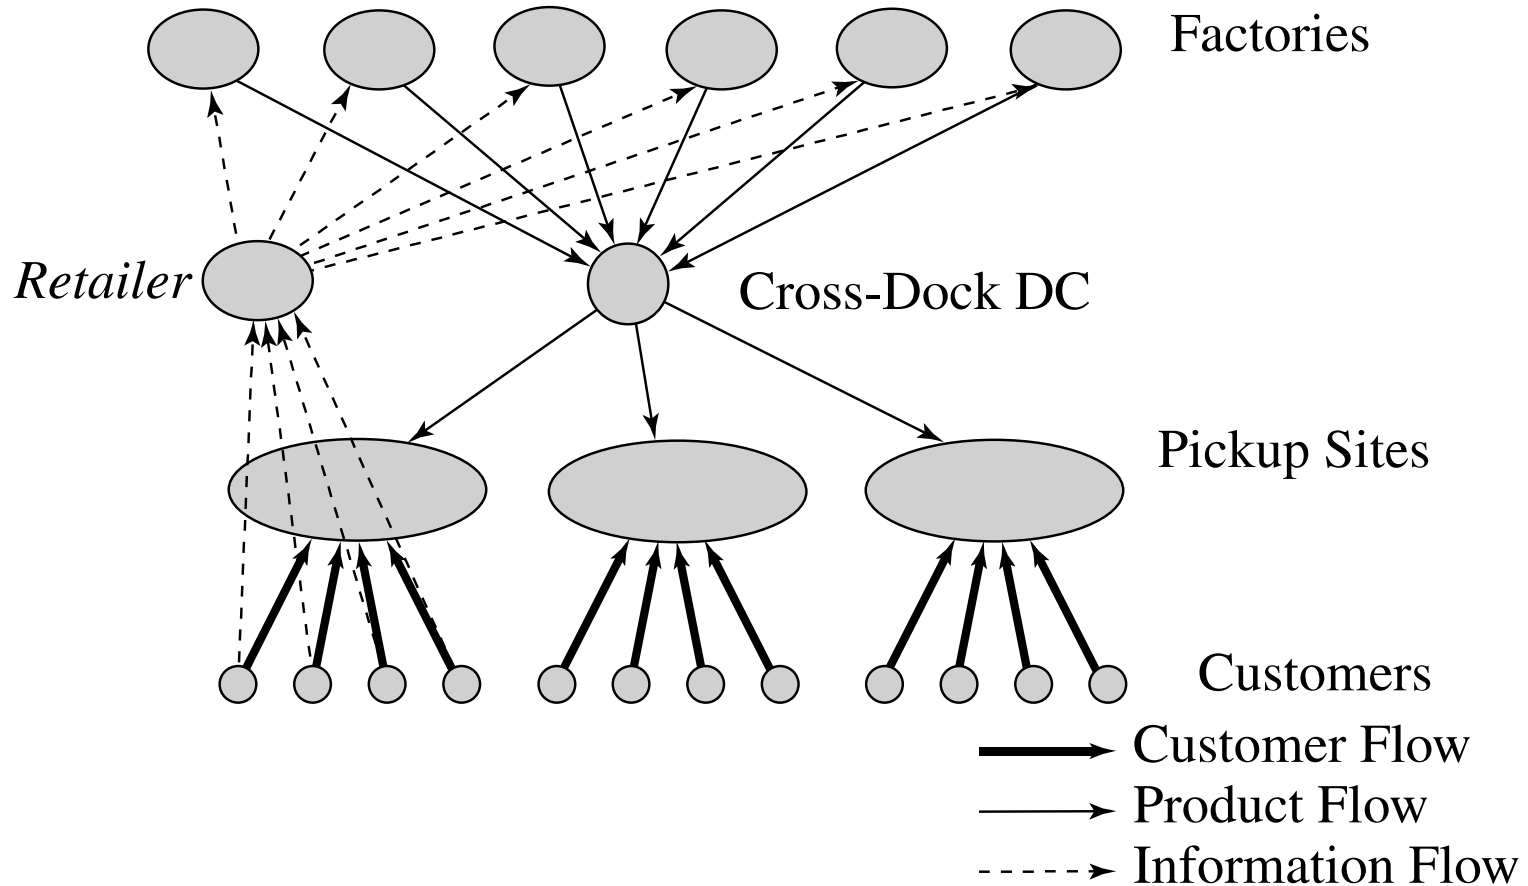 Factories
Retailer
Cross-Dock DC
Pickup Sites
Customers
Customer Flow
Product Flow
Information Flow